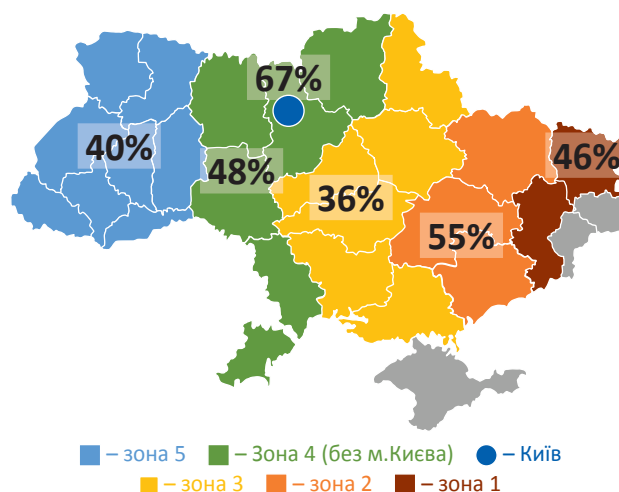 67%
40%
48%
46%
36%
55%
– зона 5
– Зона 4 (без м.Києва)
– Київ
– зона 3
– зона 2
– зона 1